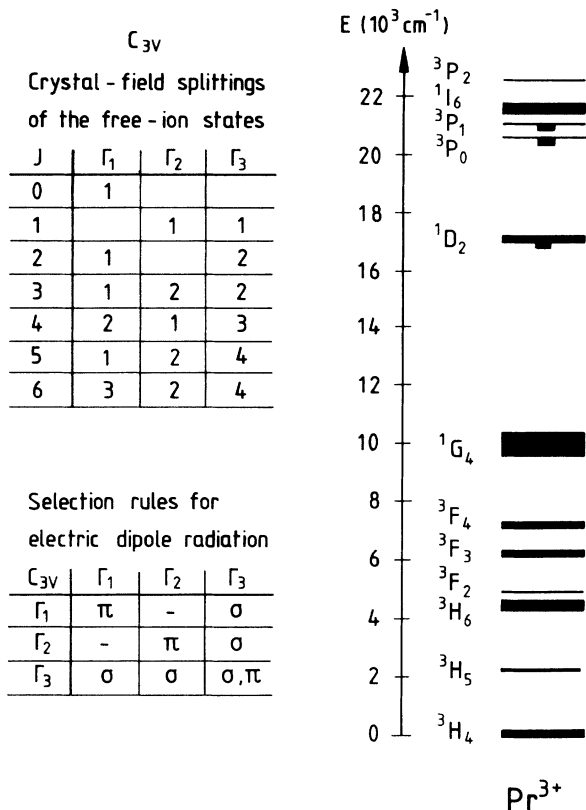 C3V
Crystal-field splittings
of the free-ion states
J Γ1 Γ2 Γ3
0 1
1 1 1
2 1 2
3 1 2 2
4 2 1 3
5 1 2 4
6 3 2 4
Selection rules for
electric dipole radiation
C3V Γ1 Γ2 Γ3
Γ1 π - σ
Γ2 - π σ
Γ3 σ σ σ,π
E (10³cm⁻¹)
22
20
18
16
14
12
10
8
6
4
2
0
³P2
¹I6
³P1
³P0
¹D2
¹G4
³F4
³F3
³F2
³H6
³H5
³H4
Pr³⁺